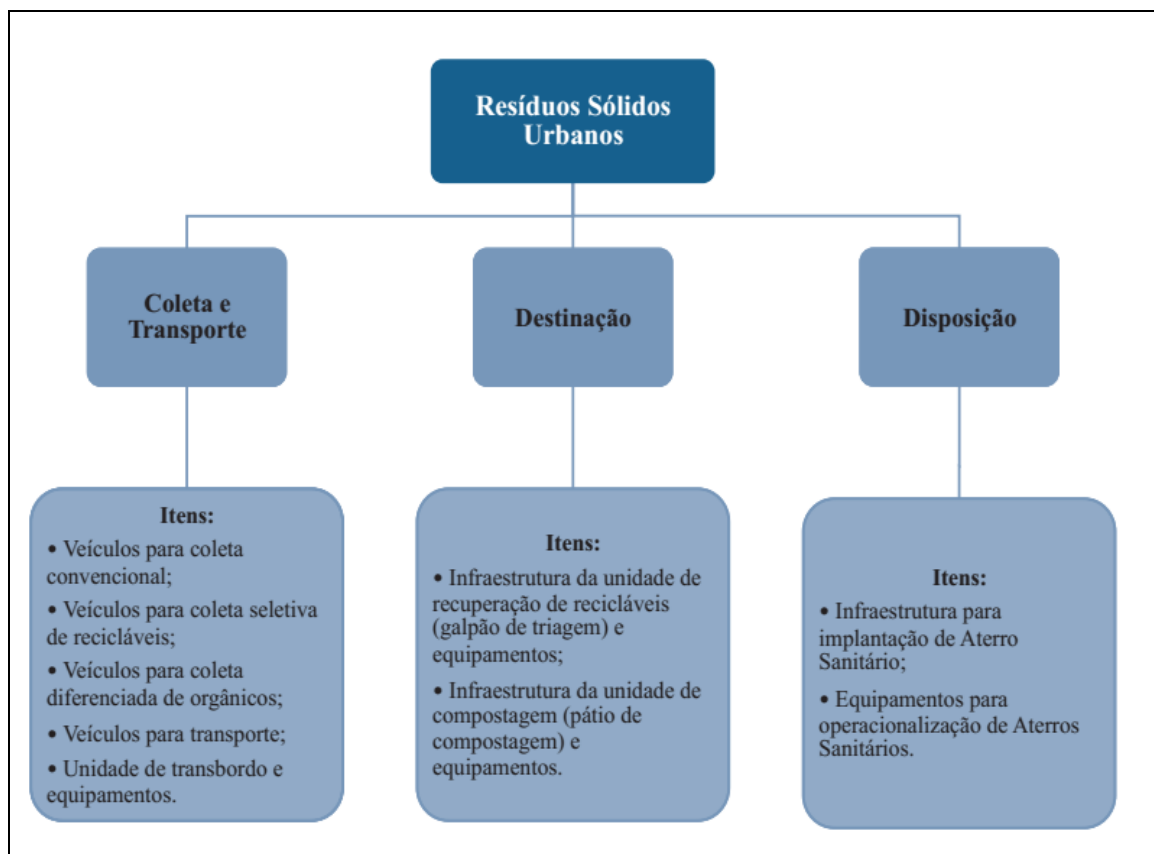 Resíduos Sólidos
Urbanos
Coleta e
Transporte
Destinação
Disposição
Itens:
• Veículos para coleta
convencional;
• Veículos para coleta seletiva
de recicláveis;
• Veículos para coleta
diferenciada de orgânicos;
• Veículos para transporte;
• Unidade de transbordo e
equipamentos.
Itens:
• Infraestrutura da unidade de
recuperação de recicláveis
(galpão de triagem) e
equipamentos;
• Infraestrutura da unidade de
compostagem (pátio de
compostagem) e
equipamentos.
Itens:
• Infraestrutura para
implantação de Aterro
Sanitário;
• Equipamentos para
operacionalização de Aterros
Sanitários.